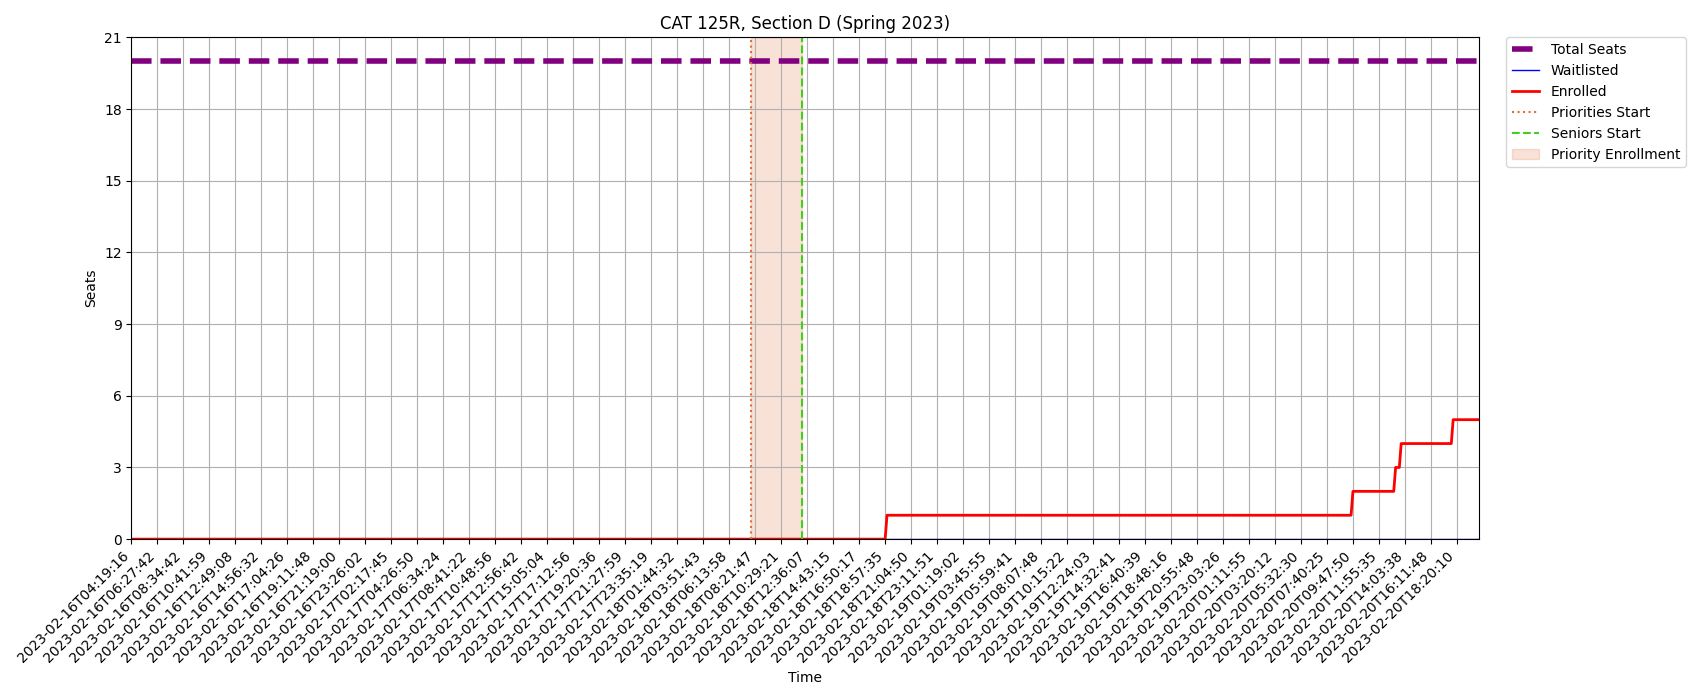 CAT 125R, Section D (Spring 2023)
Total Seats
Waitlisted
Enrolled
Priorities Start
Seniors Start
Priority Enrollment
Seats
21
18
15
12
9
6
3
0
2023-02-16T04:19:16
2023-02-16T06:27:42
2023-02-16T08:34:42
2023-02-16T10:41:59
2023-02-16T12:49:08
2023-02-16T14:56:32
2023-02-16T17:04:26
2023-02-16T19:11:48
2023-02-16T21:19:00
2023-02-16T23:26:02
2023-02-17T02:17:45
2023-02-17T04:26:50
2023-02-17T06:34:24
2023-02-17T08:41:22
2023-02-17T10:48:56
2023-02-17T12:56:42
2023-02-17T15:05:04
2023-02-17T17:12:56
2023-02-17T19:20:36
2023-02-17T21:27:59
2023-02-17T23:35:19
2023-02-18T01:44:32
2023-02-18T03:51:43
2023-02-18T06:13:58
2023-02-18T08:21:47
2023-02-18T10:29:21
2023-02-18T12:36:07
2023-02-18T14:43:15
2023-02-18T16:50:17
2023-02-18T18:57:35
2023-02-18T21:04:50
2023-02-18T23:11:51
2023-02-19T01:19:02
2023-02-19T03:45:55
2023-02-19T05:59:41
2023-02-19T08:07:48
2023-02-19T10:15:22
2023-02-19T12:24:03
2023-02-19T14:32:41
2023-02-19T16:40:39
2023-02-19T18:48:16
2023-02-19T20:55:48
2023-02-19T23:03:26
2023-02-20T01:11:55
2023-02-20T03:20:12
2023-02-20T05:32:30
2023-02-20T07:40:25
2023-02-20T09:47:50
2023-02-20T11:55:35
2023-02-20T14:03:38
2023-02-20T16:11:48
2023-02-20T18:20:10
Time